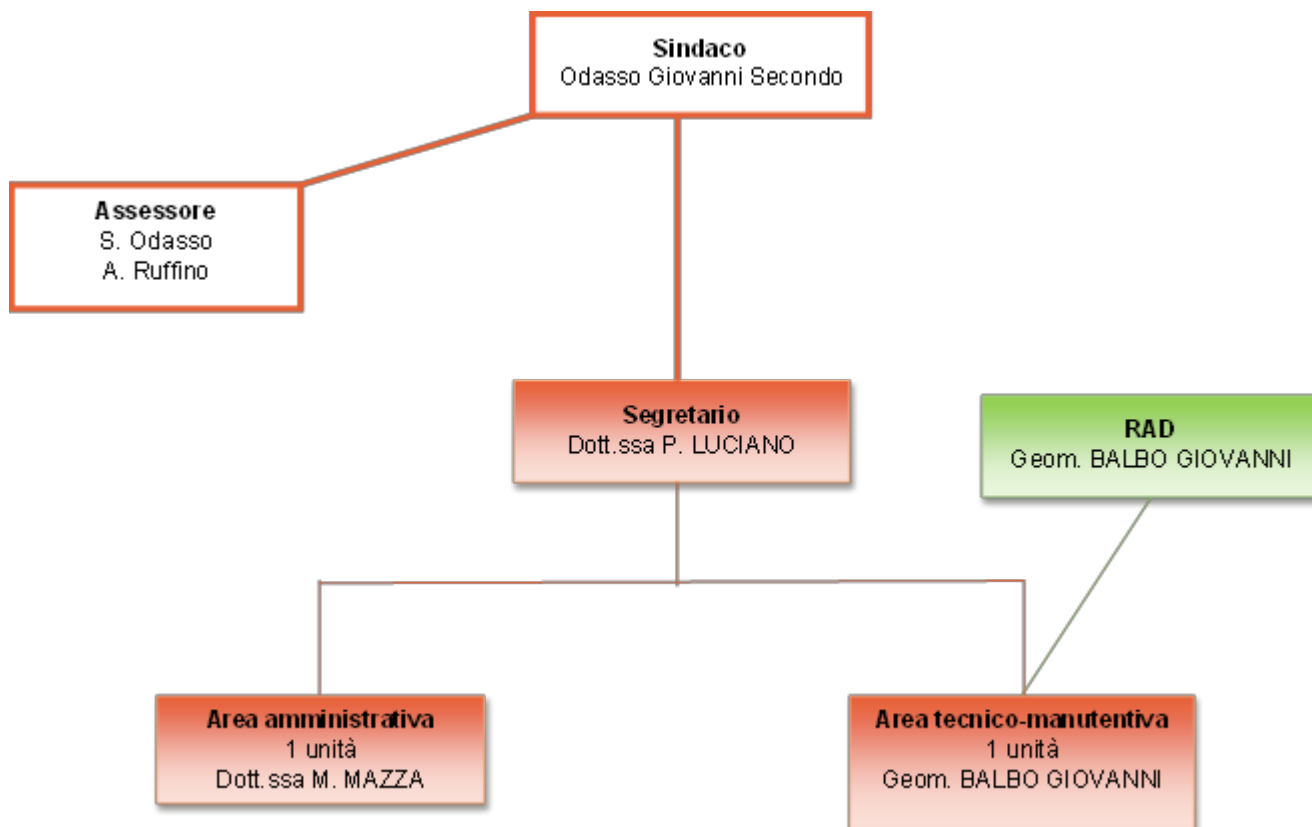 Sindaco
Odasso Giovanni Secondo
Assessore
S. Odasso
A. Ruffino
Segretario
Dott.ssa P. LUCIANO
RAD
Geom. BALBO GIOVANNI
Area amministrativa
1 unità
Dott.ssa M. MAZZA
Area tecnico-manutentiva
1 unità
Geom. BALBO GIOVANNI